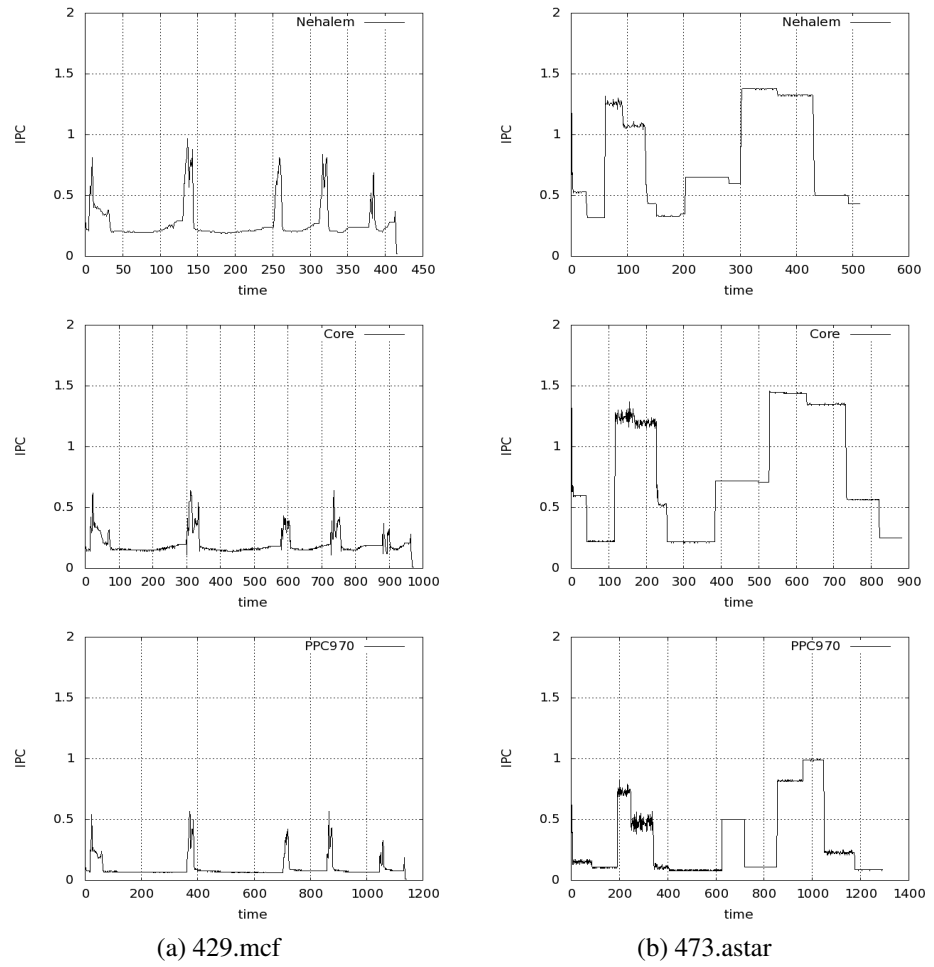 Nehalem
2
1.5
1
0.5
0
IPC
0 50 100 150 200 250 300 350 400 450
time
Nehalem
2
1.5
1
0.5
0
IPC
0 100 200 300 400 500 600
time
Core
2
1.5
1
0.5
0
IPC
0 100 200 300 400 500 600 700 800 900 1000
time
Core
2
1.5
1
0.5
0
IPC
0 100 200 300 400 500 600 700 800 900
time
PPC970
2
1.5
1
0.5
0
IPC
0 200 400 600 800 1000 1200
time
PPC970
2
1.5
1
0.5
0
IPC
0 200 400 600 800 1000 1200 1400
time
(a) 429.mcf
(b) 473.astar